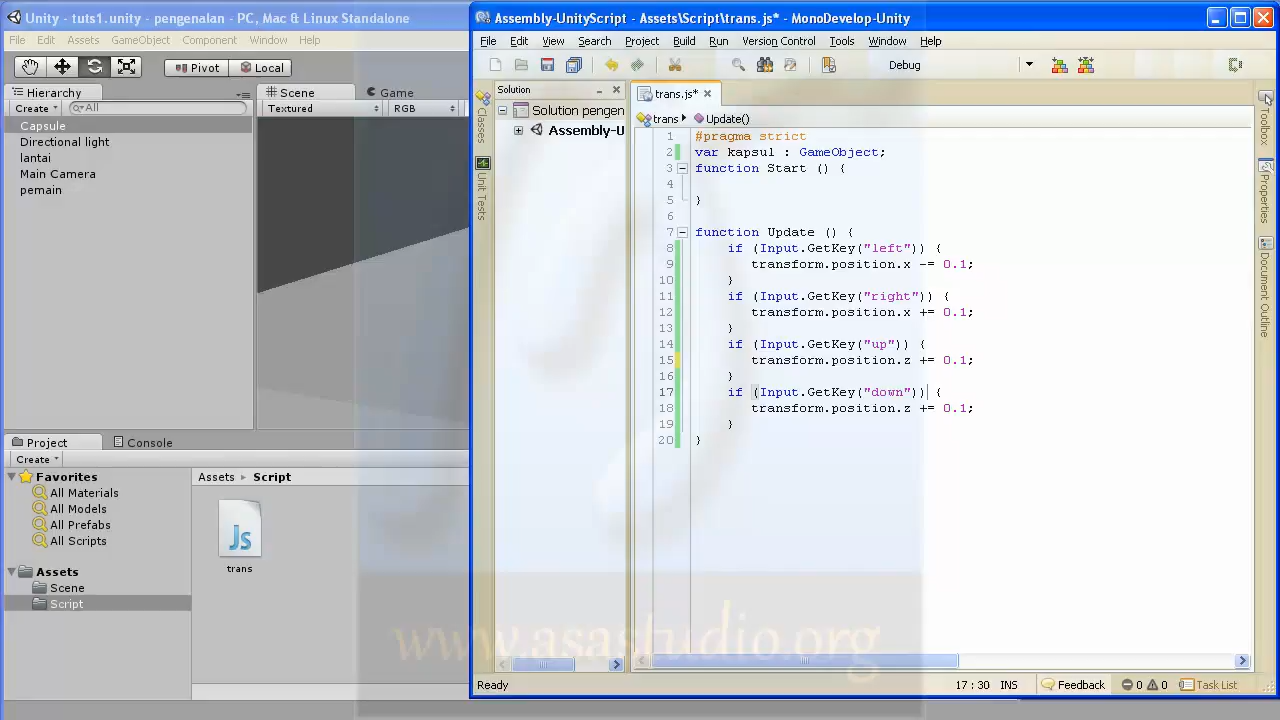 Unity - tuts1.unity - pengenalan - PC, Mac & Linux Standalone
File Edit Assets GameObject Component Window Help
Pivot Local
Hierarchy
Create All
Capsule
Directional light
lantai
Main Camera
pemain
Scene Game
Textured RGB
Project Console
Create
Favorites
All Materials
All Models
All Prefabs
All Scripts
Assets
Scene
Script
Assets Script
Js
trans
Assembly-UnityScript - Assets\Script\trans.js* - MonoDevelop-Unity
File Edit View Search Project Build Run Version Control Tools Window Help
Debug
Classes
Unit Tests
Solution
Solution pengen
Assembly-U
trans.js*
trans Update()
1 #pragma strict
2 var kapsul : GameObject;
3 function Start () {
4
5 }
6
7 function Update () {
8 if (Input.GetKey("left")) {
9 transform.position.x -= 0.1;
10 }
11 if (Input.GetKey("right")) {
12 transform.position.x += 0.1;
13 }
14 if (Input.GetKey("up")) {
15 transform.position.z += 0.1;
16 }
17 if (Input.GetKey("down")) {
18 transform.position.z += 0.1;
19 }
20 }
Toolbox
Properties
Document Outline
www.asastudio.org
Ready 17 : 30 INS Feedback 0 0 Task List